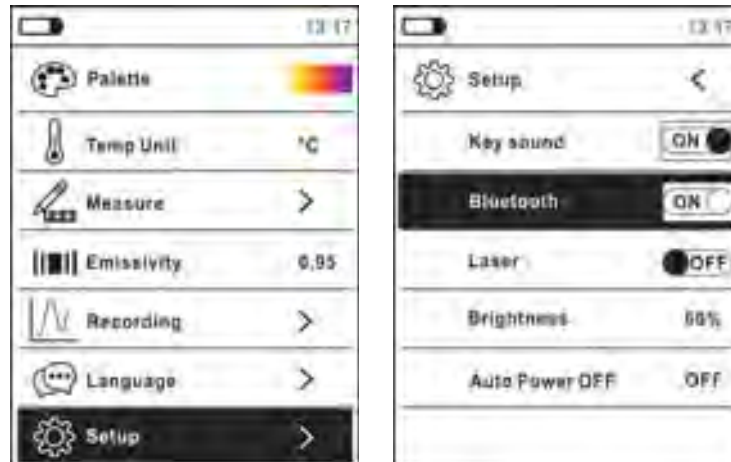 13:17
Palette
Temp Unit °C
Measure >
Emissivity 0,95
Recording >
Language >
Setup >
13:17
Setup <
Key sound ON
Bluetooth ON
Laser OFF
Brightness
Auto Power OFF OFF